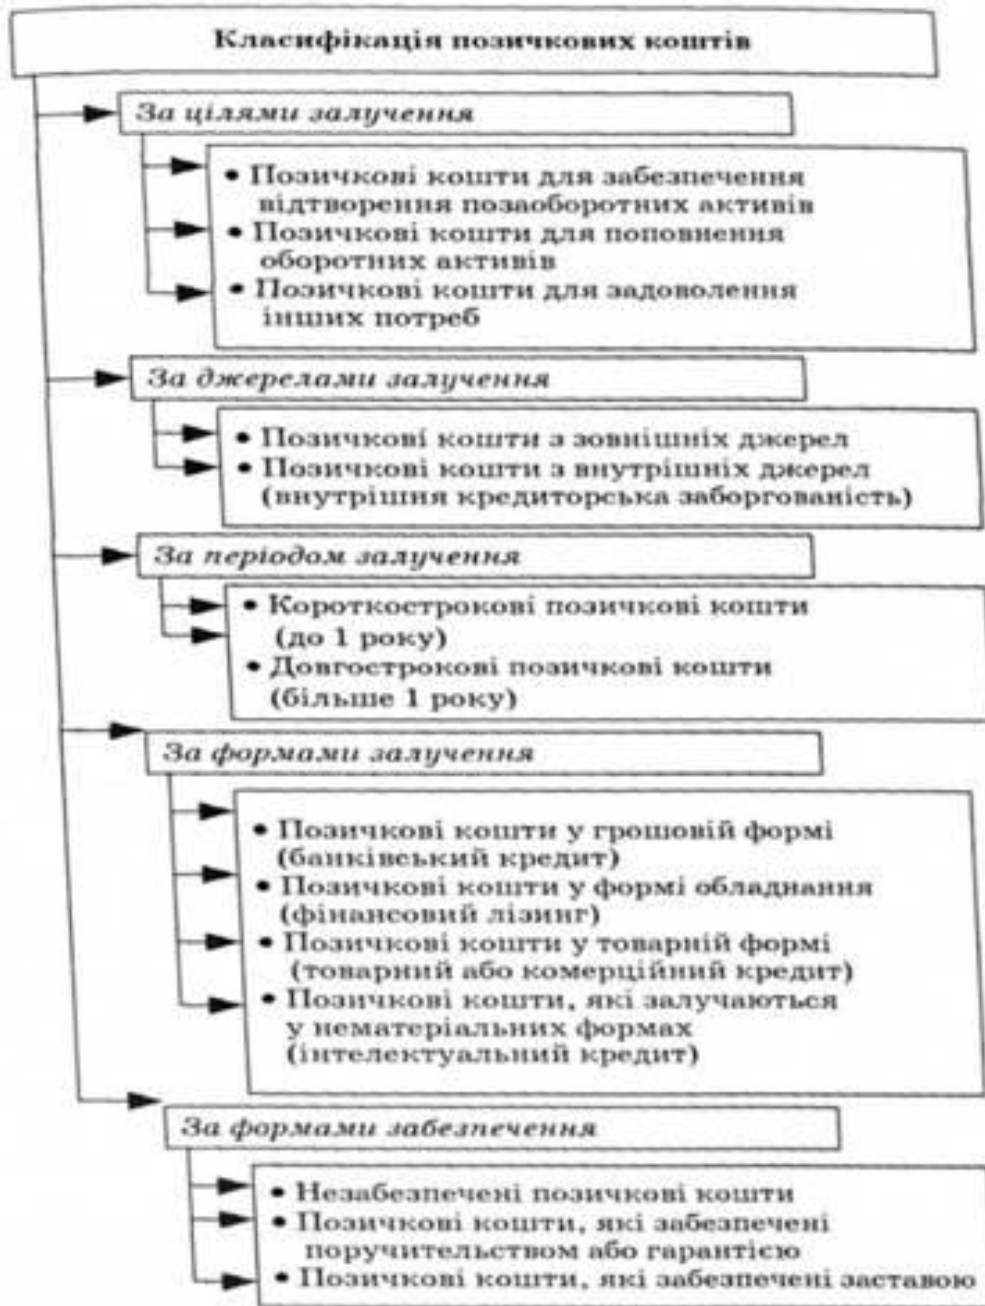 Класифікація позичкових коштів
За цілями залучення
• Позичкові кошти для забезпечення
відтворення позаоборотних активів
• Позичкові кошти для поповнення
оборотних активів
• Позичкові кошти для задоволення
інших потреб
За джерелами залучення
• Позичкові кошти з зовнішніх джерел
• Позичкові кошти з внутрішніх джерел
(внутрішня кредиторська заборгованість)
За періодом залучення
• Короткострокові позичкові кошти
(до 1 року)
• Довгострокові позичкові кошти
(більше 1 року)
За формами залучення
• Позичкові кошти у грошовій формі
(банківський кредит)
• Позичкові кошти у формі обладнання
(фінансовий лізинг)
• Позичкові кошти у товарній формі
(товарний або комерційний кредит)
• Позичкові кошти, які залучаються
у нематеріальних формах
(інтелектуальний кредит)
За формами забезпечення
• Незабезпечені позичкові кошти
• Позичкові кошти, які забезпечені
поручительством або гарантією
• Позичкові кошти, які забезпечені заставою